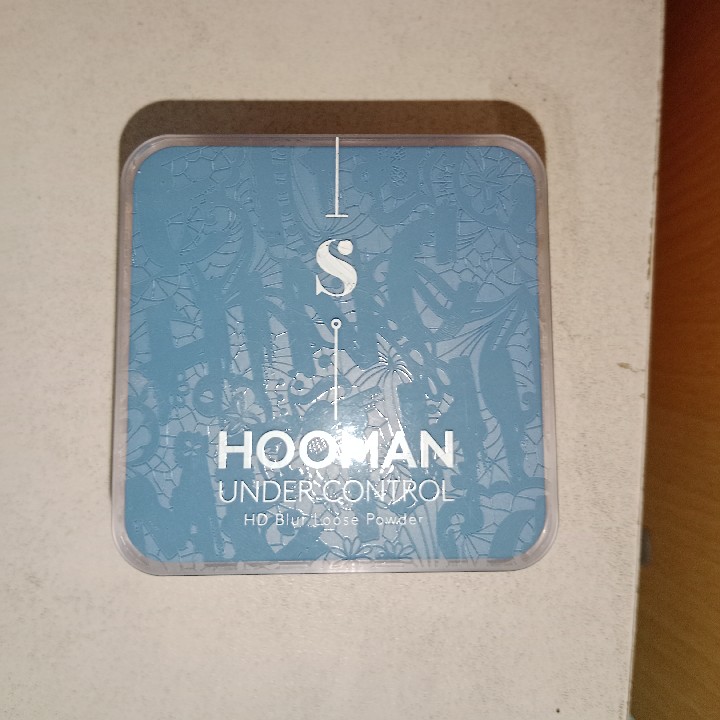 S
HOOMAN
UNDER CONTROL
HD Blur Loose Powder